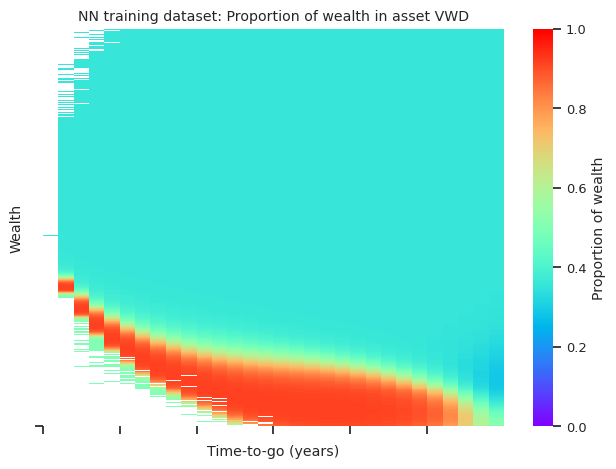 NN training dataset: Proportion of wealth in asset VWD
Wealth
Time-to-go (years)
1.0
0.8
0.6
0.4
0.2
0.0
Proportion of wealth